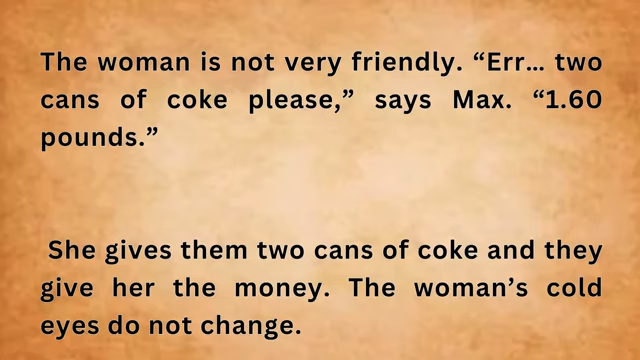 The woman is not very friendly. “Err... two
cans of coke please,” says Max. “1.60
pounds.”
She gives them two cans of coke and they
give her the money. The woman’s cold
eyes do not change.